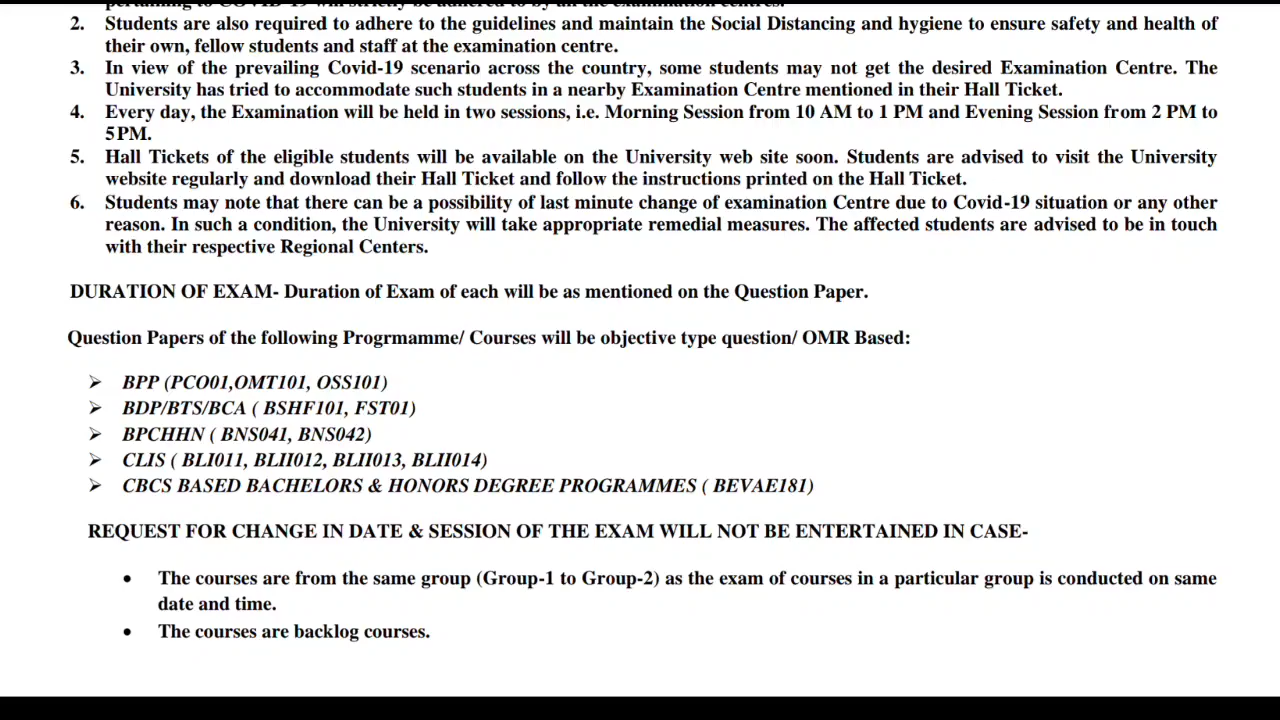 pertaining to COVID-19 will strictly be adhered to by all the examination centres.
2. Students are also required to adhere to the guidelines and maintain the Social Distancing and hygiene to ensure safety and health of
their own, fellow students and staff at the examination centre.
3. In view of the prevailing Covid-19 scenario across the country, some students may not get the desired Examination Centre. The
University has tried to accommodate such students in a nearby Examination Centre mentioned in their Hall Ticket.
4. Every day, the Examination will be held in two sessions, i.e. Morning Session from 10 AM to 1 PM and Evening Session from 2 PM to
5PM.
5. Hall Tickets of the eligible students will be available on the University web site soon. Students are advised to visit the University
website regularly and download their Hall Ticket and follow the instructions printed on the Hall Ticket.
6. Students may note that there can be a possibility of last minute change of examination Centre due to Covid-19 situation or any other
reason. In such a condition, the University will take appropriate remedial measures. The affected students are advised to be in touch
with their respective Regional Centers.
DURATION OF EXAM- Duration of Exam of each will be as mentioned on the Question Paper.
Question Papers of the following Progrmamme/ Courses will be objective type question/ OMR Based:
➢ BPP (PCO01,OMT101, OSS101)
➢ BDP/BTS/BCA ( BSHF101, FST01)
➢ BPCHHN ( BNS041, BNS042)
➢ CLIS ( BLI011, BLII012, BLII013, BLII014)
➢ CBCS BASED BACHELORS & HONORS DEGREE PROGRAMMES ( BEVAE181)
REQUEST FOR CHANGE IN DATE & SESSION OF THE EXAM WILL NOT BE ENTERTAINED IN CASE-
• The courses are from the same group (Group-1 to Group-2) as the exam of courses in a particular group is conducted on same
date and time.
• The courses are backlog courses.